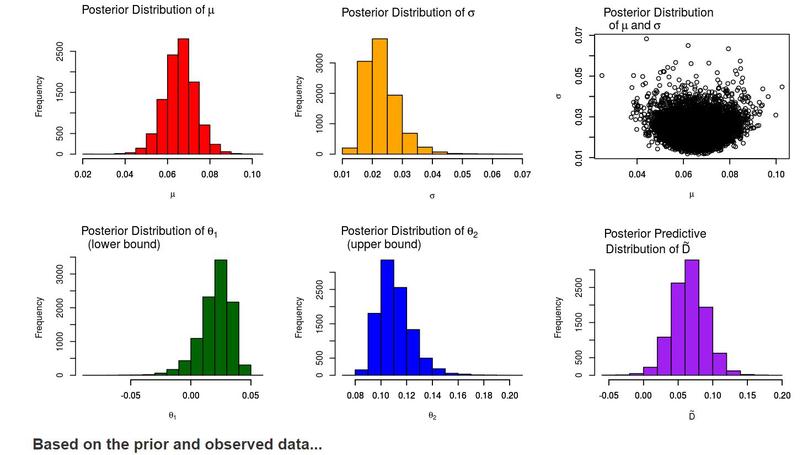 Posterior Distribution of μ
Frequency
0 500 1500 2500
0.02 0.04 0.06 0.08 0.10
μ
Posterior Distribution of σ
Frequency
0 1000 2000 3000
0.01 0.02 0.03 0.04 0.05 0.06 0.07
σ
Posterior Distribution
of μ and σ
σ
0.01 0.03 0.05 0.07
0.04 0.06 0.08 0.10
μ
Posterior Distribution of θ1
(lower bound)
Frequency
0 1000 2000 3000
-0.05 0.00 0.05
θ1
Posterior Distribution of θ2
(upper bound)
Frequency
0 500 1500 2500
0.08 0.10 0.12 0.14 0.16 0.18 0.20
θ2
Posterior Predictive
Distribution of D̃
Frequency
0 500 1500 2500
-0.05 0.00 0.05 0.10 0.15 0.20
D̃
Based on the prior and observed data...